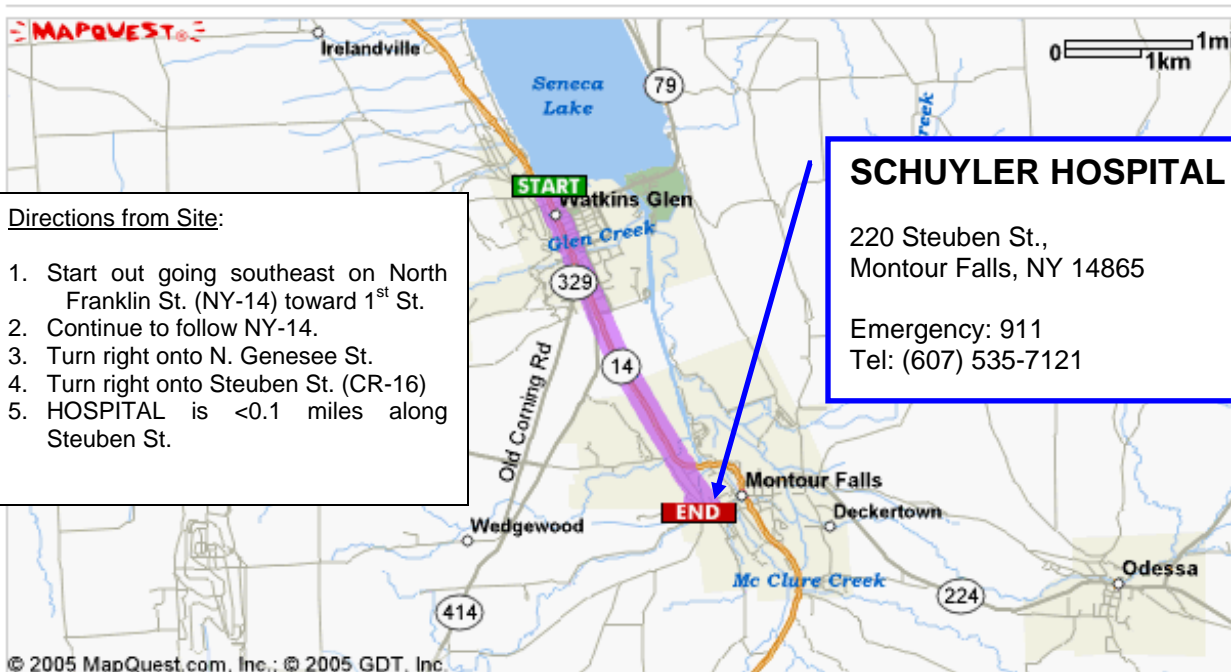 MAPQUEST®
Irelandville
0 1mi
1km
Seneca
Lake
79
reek
START
Watkins Glen
Glen Creek
329
14
Old Corning Rd
Directions from Site:
1. Start out going southeast on North
Franklin St. (NY-14) toward 1st St.
2. Continue to follow NY-14.
3. Turn right onto N. Genesee St.
4. Turn right onto Steuben St. (CR-16)
5. HOSPITAL is <0.1 miles along
Steuben St.
SCHUYLER HOSPITAL
220 Steuben St.,
Montour Falls, NY 14865
Emergency: 911
Tel: (607) 535-7121
Montour Falls
END
Deckertown
Wedgewood
Odessa
Mc Clure Creek
224
414
© 2005 MapQuest.com, Inc.; © 2005 GDT, Inc.